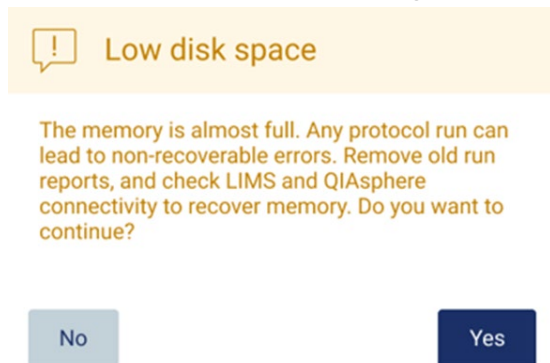 !
Low disk space
The memory is almost full. Any protocol run can
lead to non-recoverable errors. Remove old run
reports, and check LIMS and QIAsphere
connectivity to recover memory. Do you want to
continue?
No
Yes